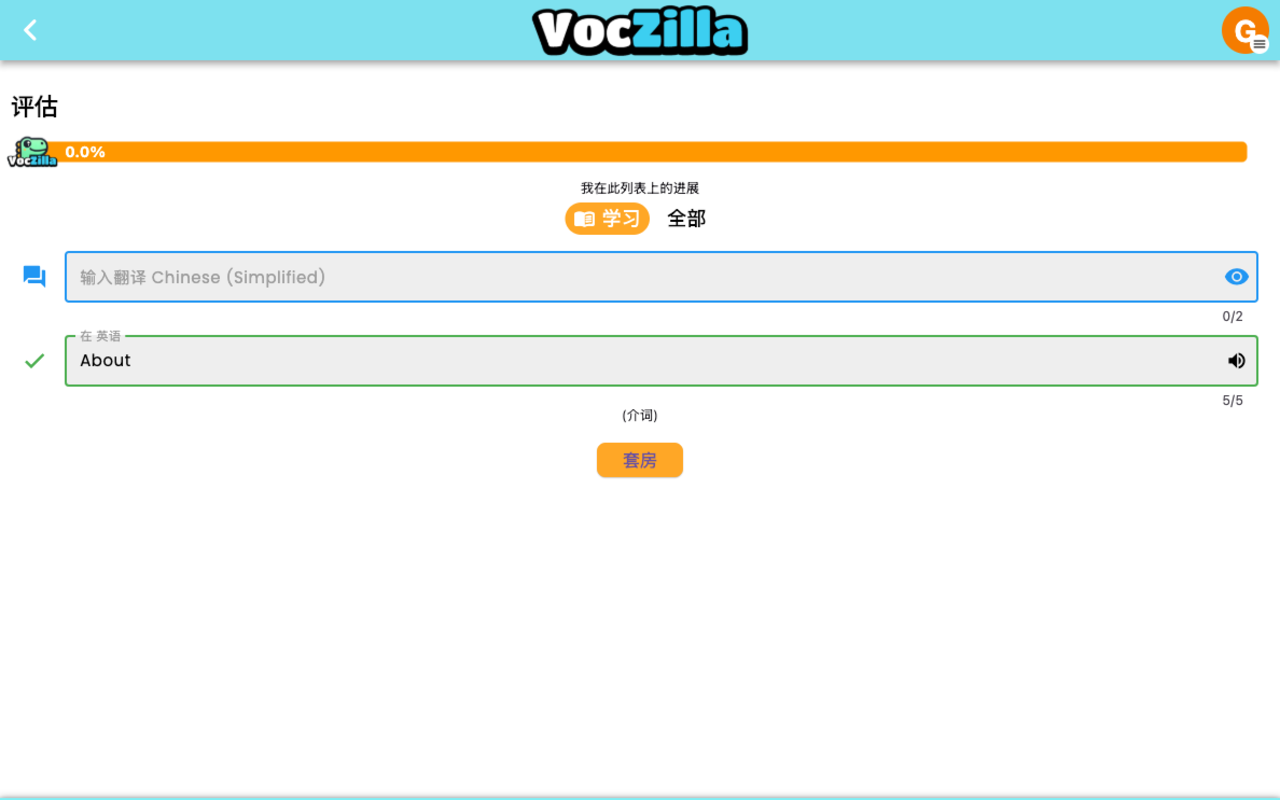 VocZilla
G
评估
VocZilla 0.0%
我在此列表上的进展
学习 全部
输入翻译 Chinese (Simplified)
0/2
在 英语
About
5/5
(介词)
套房